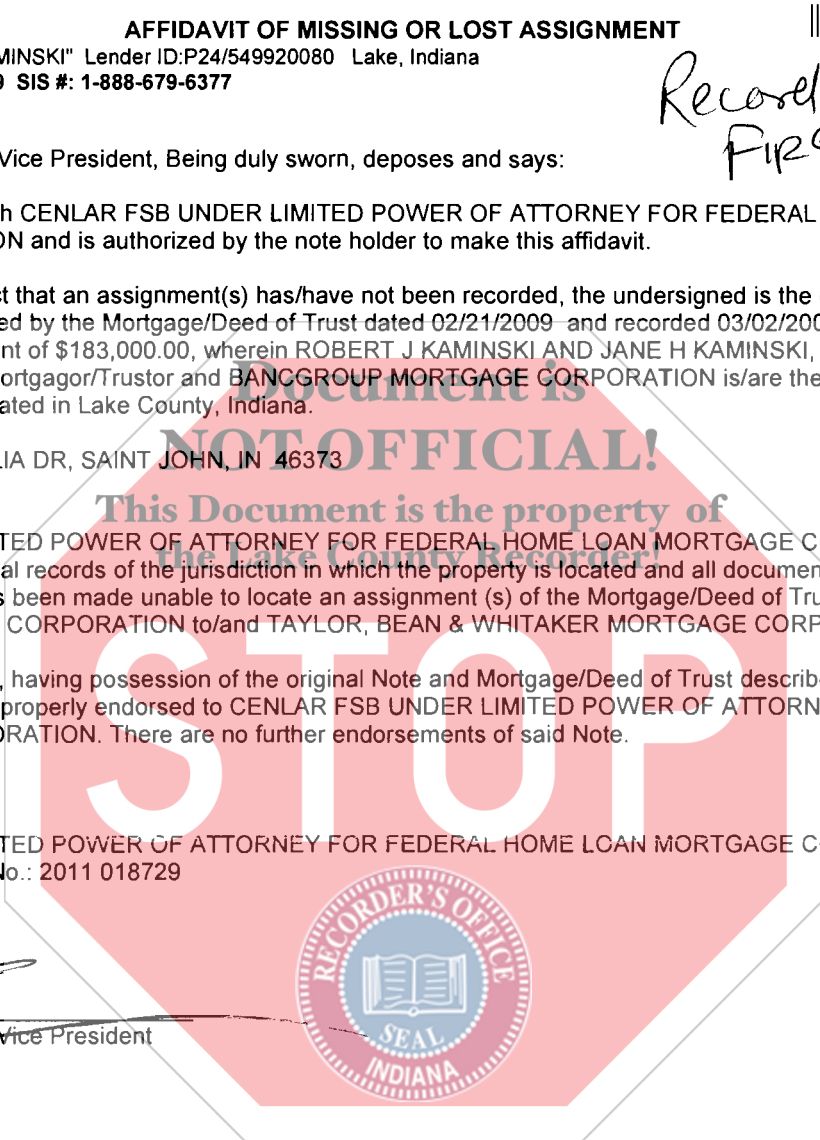 AFFIDAVIT OF MISSING OR LOST ASSIGNMENT
MINSKI" Lender ID:P24/549920080 Lake, Indiana
9 SIS #: 1-888-679-6377
Record
Vice President, Being duly sworn, deposes and says:
h CENLAR FSB UNDER LIMITED POWER OF ATTORNEY FOR FEDERAL
ON and is authorized by the note holder to make this affidavit.
ct that an assignment(s) has/have not been recorded, the undersigned is the
ed by the Mortgage/Deed of Trust dated 02/21/2009 and recorded 03/02/200
nt of $183,000.00, wherein ROBERT J KAMINSKI AND JANE H KAMINSKI,
ortgagor/Trustor and BANCGROUP MORTGAGE CORPORATION is/are the
Document is
ated in Lake County, Indiana.
LIA DR, SAINT JOHN, IN 46373
NOT OFFICIAL!
This Document is the property of
TED POWER OF ATTORNEY FOR FEDERAL HOME LOAN MORTGAGE C
the Lake County Recorder!
al records of the jurisdiction in which the property is located and all documen
s been made unable to locate an assignment (s) of the Mortgage/Deed of Tru
CORPORATION to/and TAYLOR, BEAN & WHITAKER MORTGAGE CORP
, having possession of the original Note and Mortgage/Deed of Trust describ
properly endorsed to CENLAR FSB UNDER LIMITED POWER OF ATTORN
ORATION. There are no further endorsements of said Note.
STOP
TED POWER OF ATTORNEY FOR FEDERAL HOME LOAN MORTGAGE C
No.: 2011 018729
RECORDER'S OFFICE
SEAL
INDIANA
Vice President